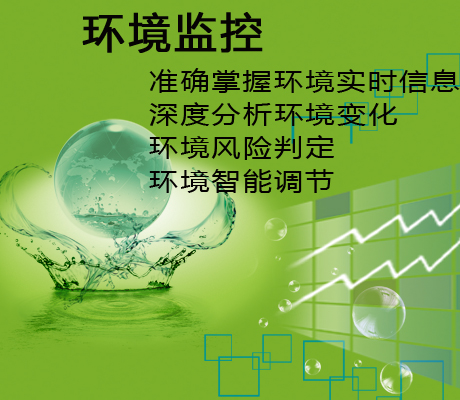 环境监控
准确掌握环境实时信息
深度分析环境变化
环境风险判定
环境智能调节